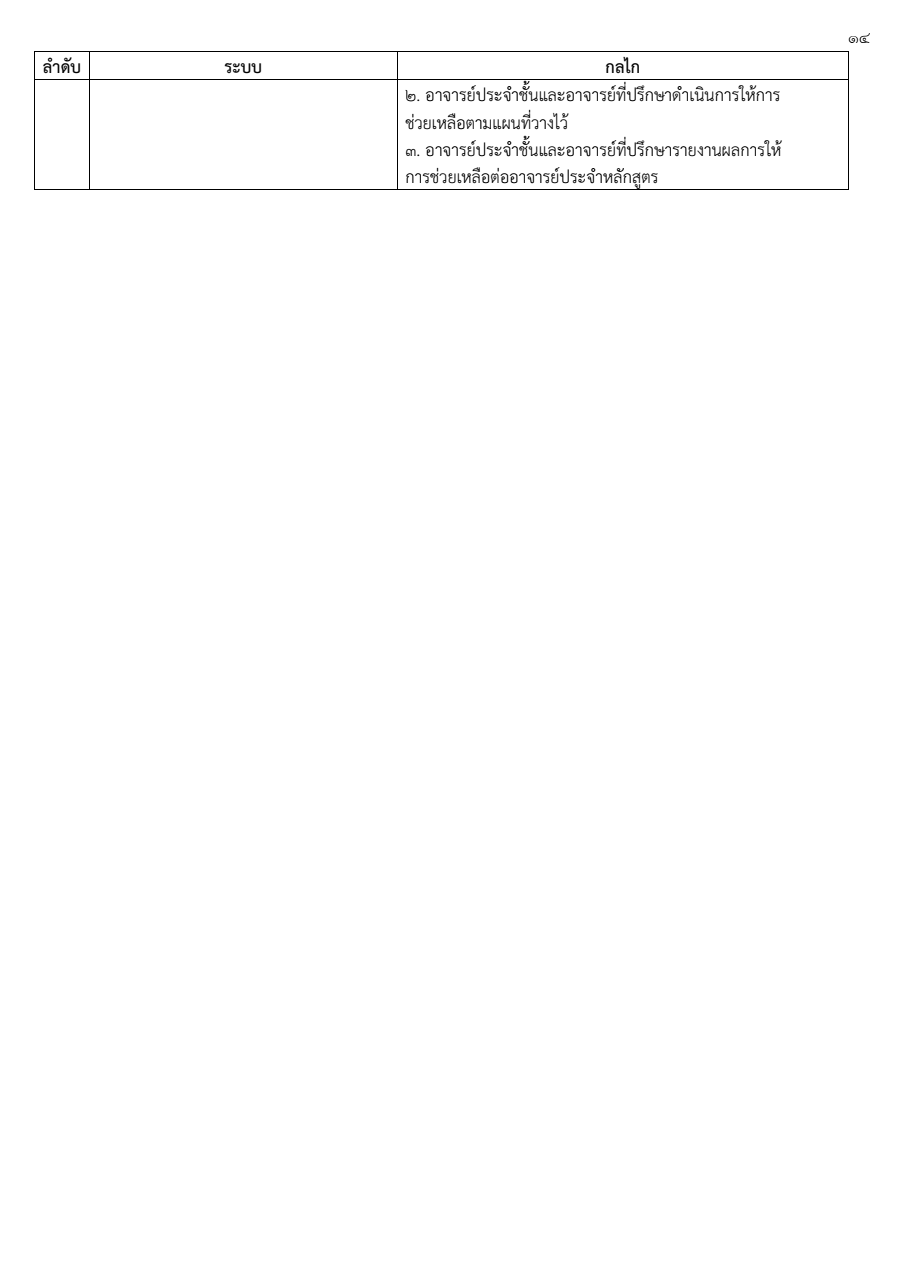 ๑๔
ลำดับ ระบบ กลไก
๒. อาจารย์ประจำชั้นและอาจารย์ที่ปรึกษาดำเนินการให้การ
ช่วยเหลือตามแผนที่วางไว้
๓. อาจารย์ประจำชั้นและอาจารย์ที่ปรึกษารายงานผลการให้
การช่วยเหลือต่ออาจารย์ประจำหลักสูตร